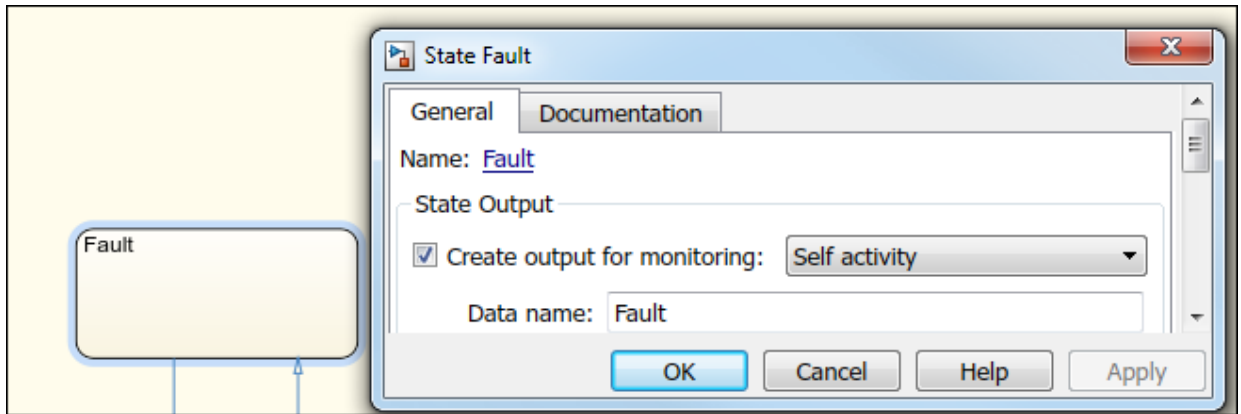 Fault
State Fault
General Documentation
Name: Fault
State Output
Create output for monitoring: Self activity
Data name: Fault
OK Cancel Help Apply